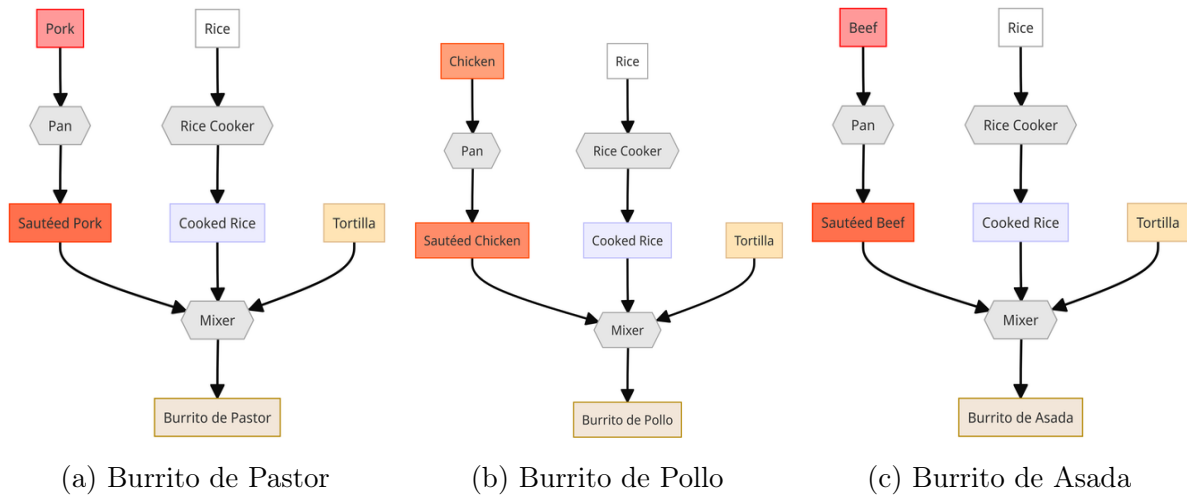 Pork
Rice
Pan
Rice Cooker
Sautéed Pork
Cooked Rice
Tortilla
Mixer
Burrito de Pastor
(a) Burrito de Pastor
Chicken
Rice
Pan
Rice Cooker
Sautéed Chicken
Cooked Rice
Tortilla
Mixer
Burrito de Pollo
(b) Burrito de Pollo
Beef
Rice
Pan
Rice Cooker
Sautéed Beef
Cooked Rice
Tortilla
Mixer
Burrito de Asada
(c) Burrito de Asada